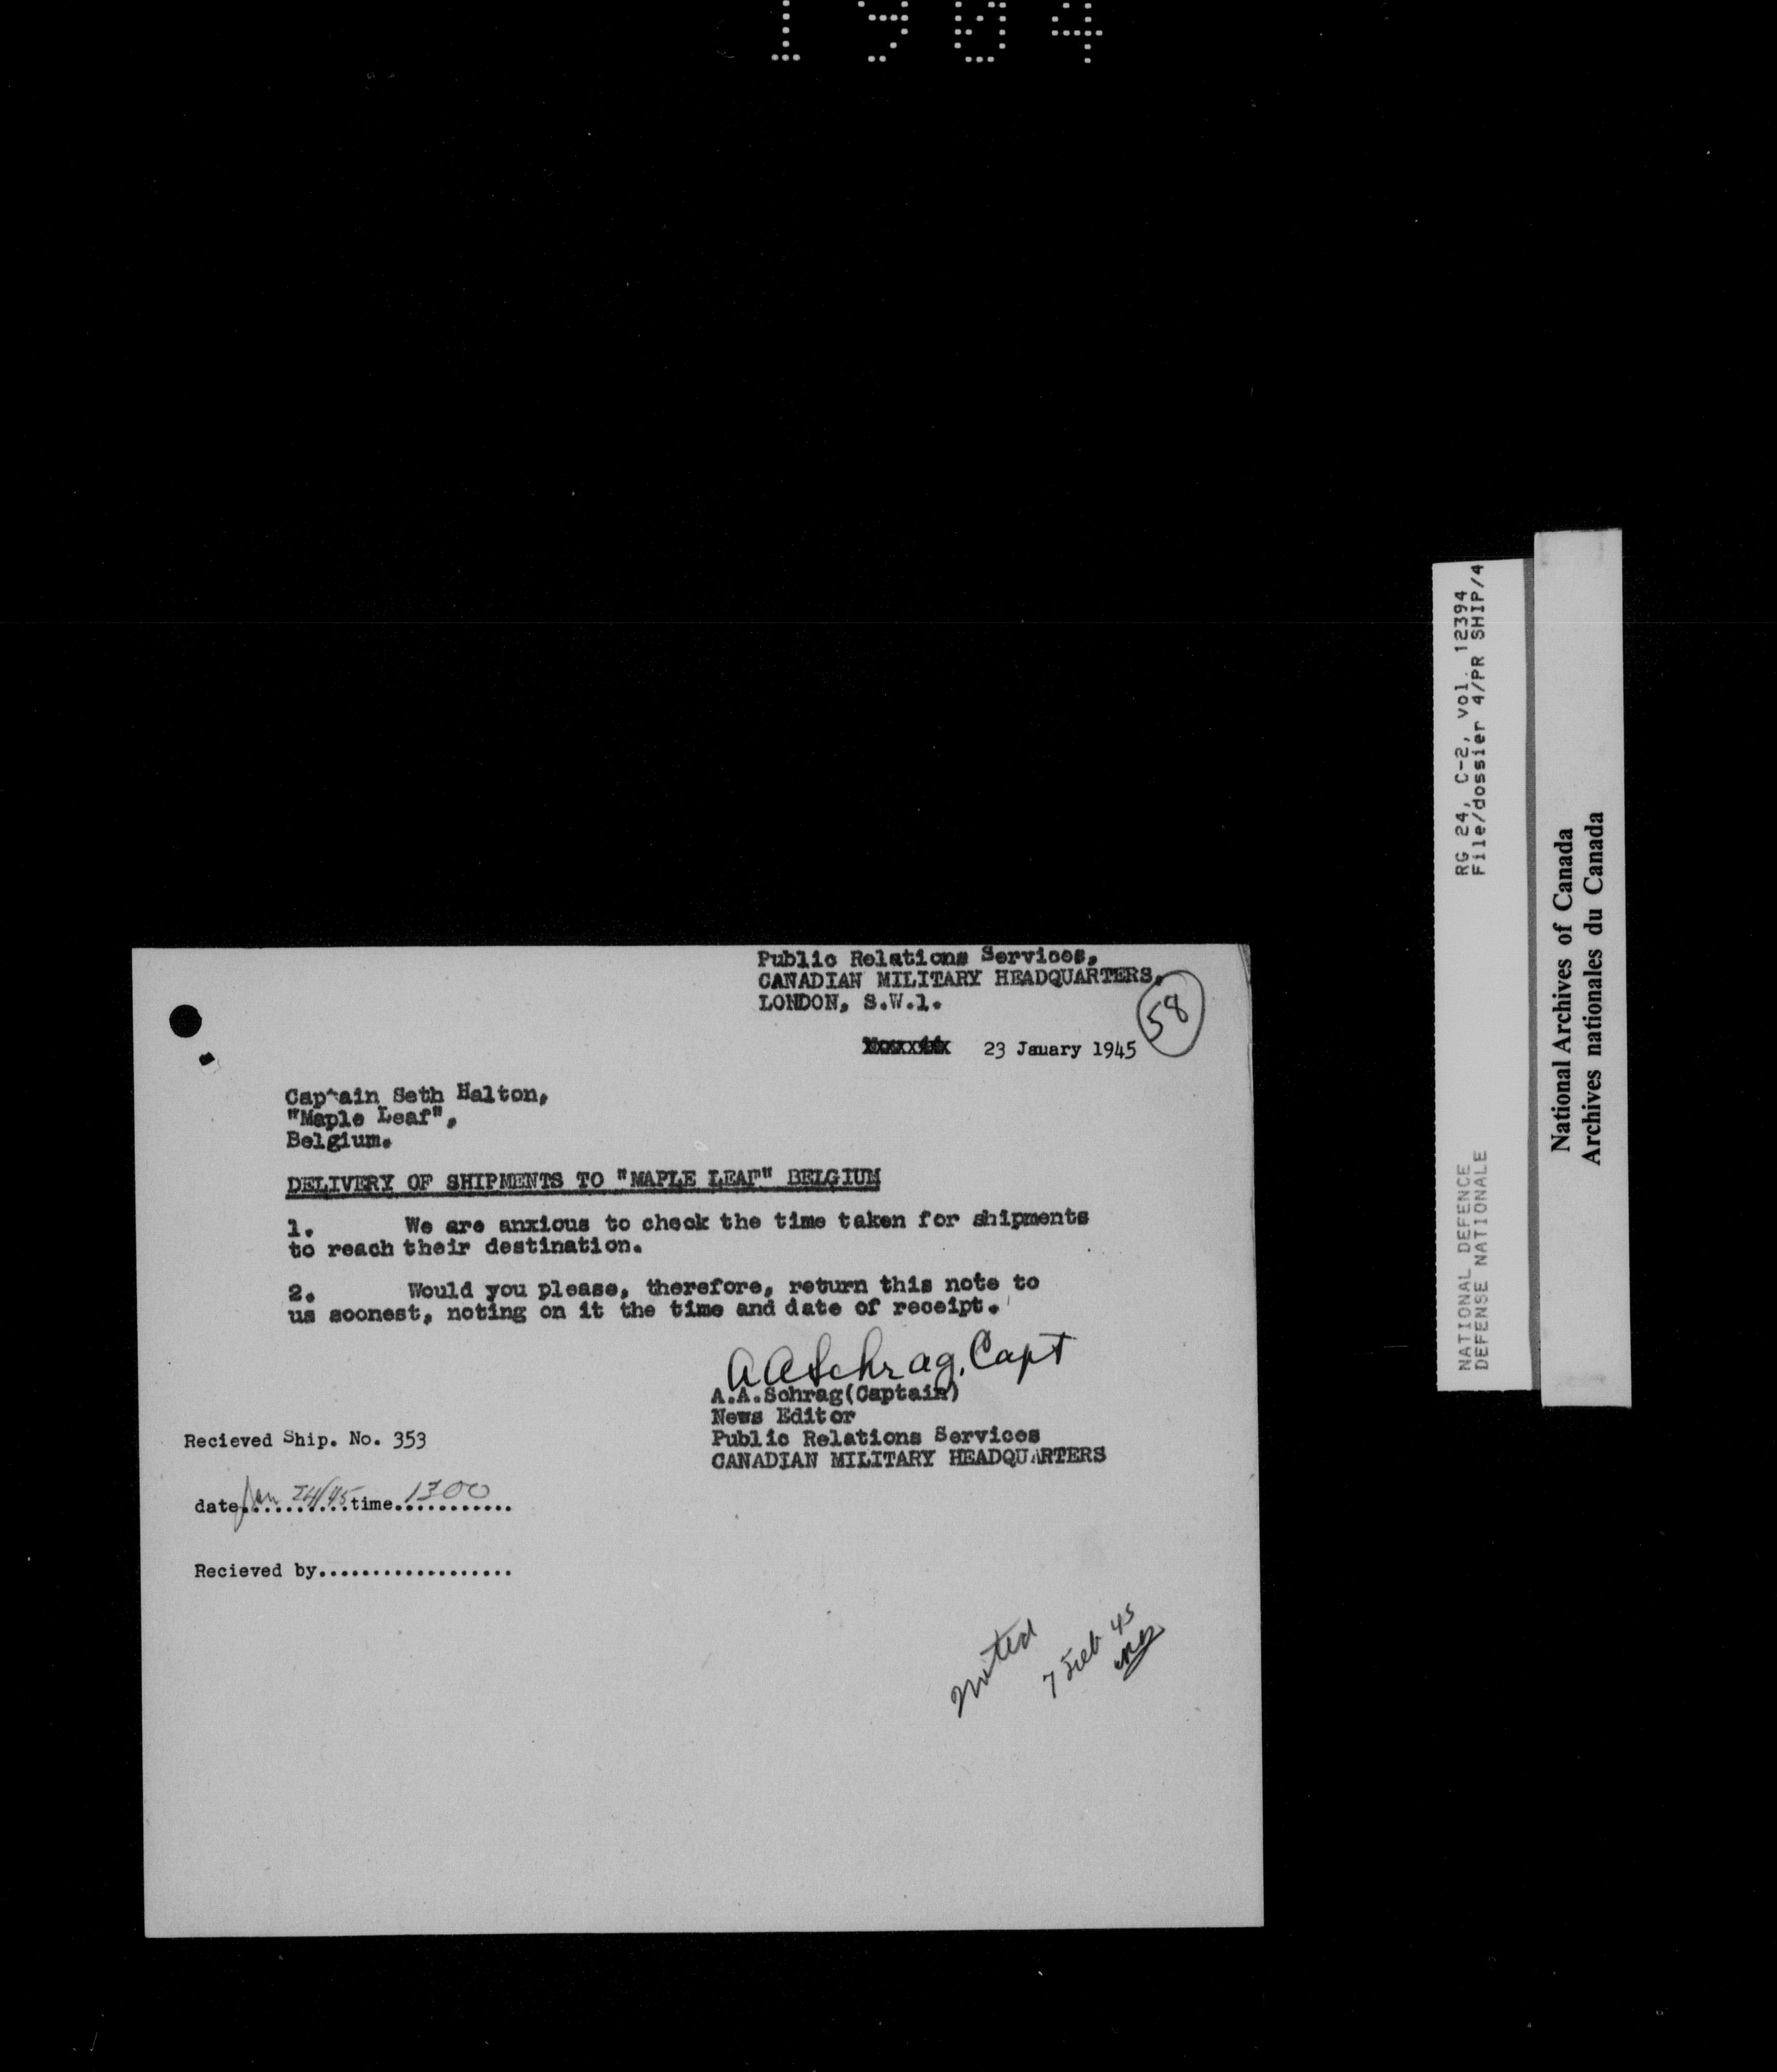 1904
Public Relations Services,
CANADIAN MILITARY HEADQUARTERS,
LONDON, S.W.1.
58
23 Jauary 1945
Captain Seth Halton,
"Maple Leaf",
Belgium.
DELIVERY OF SHIPMENTS TO "MAPLE LEAF" BELGIUM
1. We are anxious to check the time taken for shipments
to reach their destination.
2. Would you please, therefore, return this note to
us soonest, noting on it the time and date of receipt.
A A Schrag, Capt
A.A.Schrag(Captain)
News Editor
Public Relations Services
CANADIAN MILITARY HEADQUARTERS
Recieved Ship. No. 353
date Jan 24/45 time 1300
Recieved by..................
Noted
7 Feb 45
RG 24, C-2, vol. 12394
File/dossier 4/PR SHIP/4
NATIONAL DEFENCE
DEFENSE NATIONALE
National Archives of Canada
Archives nationales du Canada